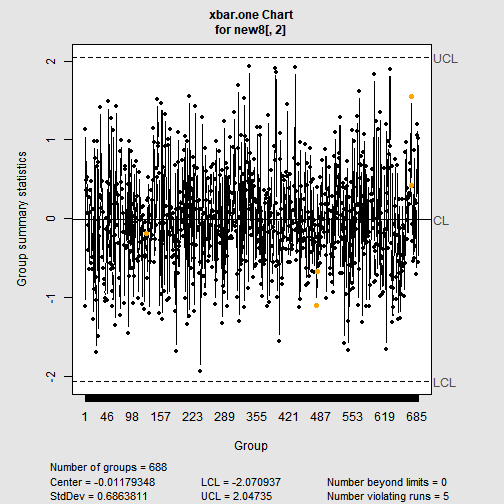 xbar.one Chart
for new8[, 2]
Group summary statistics
2
1
0
-1
-2
UCL
CL
LCL
1 46 98 157 223 289 355 421 487 553 619 685
Group
Number of groups = 688
Center = -0.01179348 LCL = -2.070937 Number beyond limits = 0
StdDev = 0.6863811 UCL = 2.04735 Number violating runs = 5